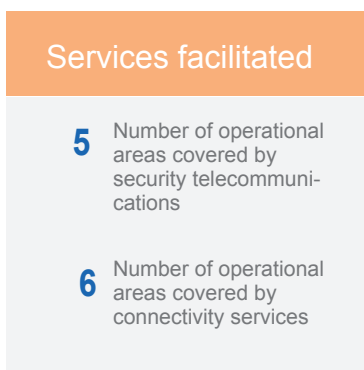 Services facilitated
5 Number of operational
areas covered by
security telecommuni-
cations
6 Number of operational
areas covered by
connectivity services